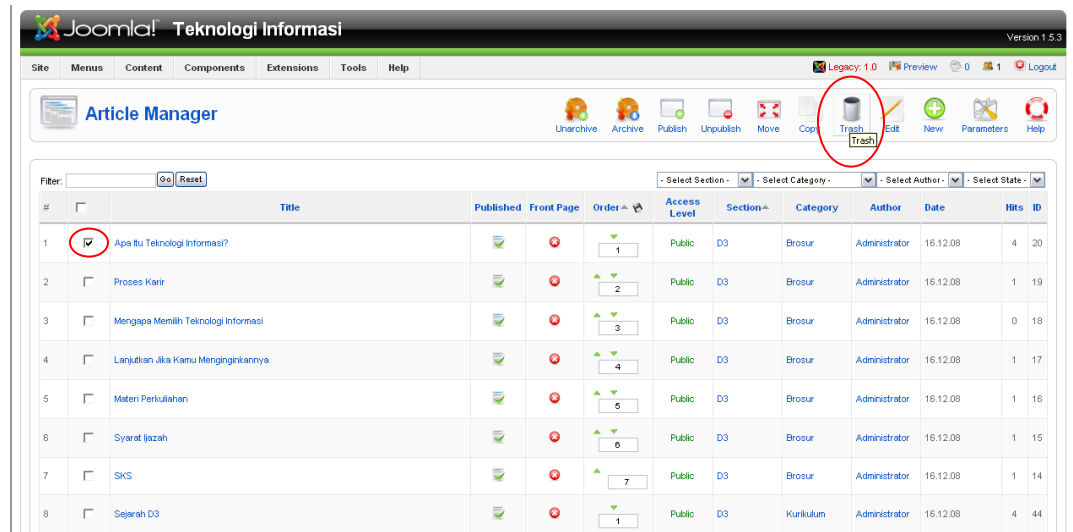 Joomla! Teknologi Informasi
Version 1.5.3
Site Menus Content Components Extensions Tools Help Legacy: 1.0 Preview 0 1 Logout
Article Manager
Unarchive Archive Publish Unpublish Move Copy Trash Edit New Parameters Help
Trash
Filter: Go Reset - Select Section - - Select Category - - Select Author - - Select State -
# Title Published Front Page Order Access Level Section Category Author Date Hits ID
1 Apa Itu Teknologi Informasi? 1 Public D3 Brosur Administrator 16.12.08 4 20
2 Proses Karir 2 Public D3 Brosur Administrator 16.12.08 1 19
3 Mengapa Memilih Teknologi Informasi 3 Public D3 Brosur Administrator 16.12.08 0 18
4 Lanjutkan Jika Kamu Menginginkannya 4 Public D3 Brosur Administrator 16.12.08 1 17
5 Materi Perkuliahan 5 Public D3 Brosur Administrator 16.12.08 1 16
6 Syarat Ijazah 6 Public D3 Brosur Administrator 16.12.08 1 15
7 SKS 7 Public D3 Brosur Administrator 16.12.08 1 14
8 Sejarah D3 1 Public D3 Kurikulum Administrator 16.12.08 4 44